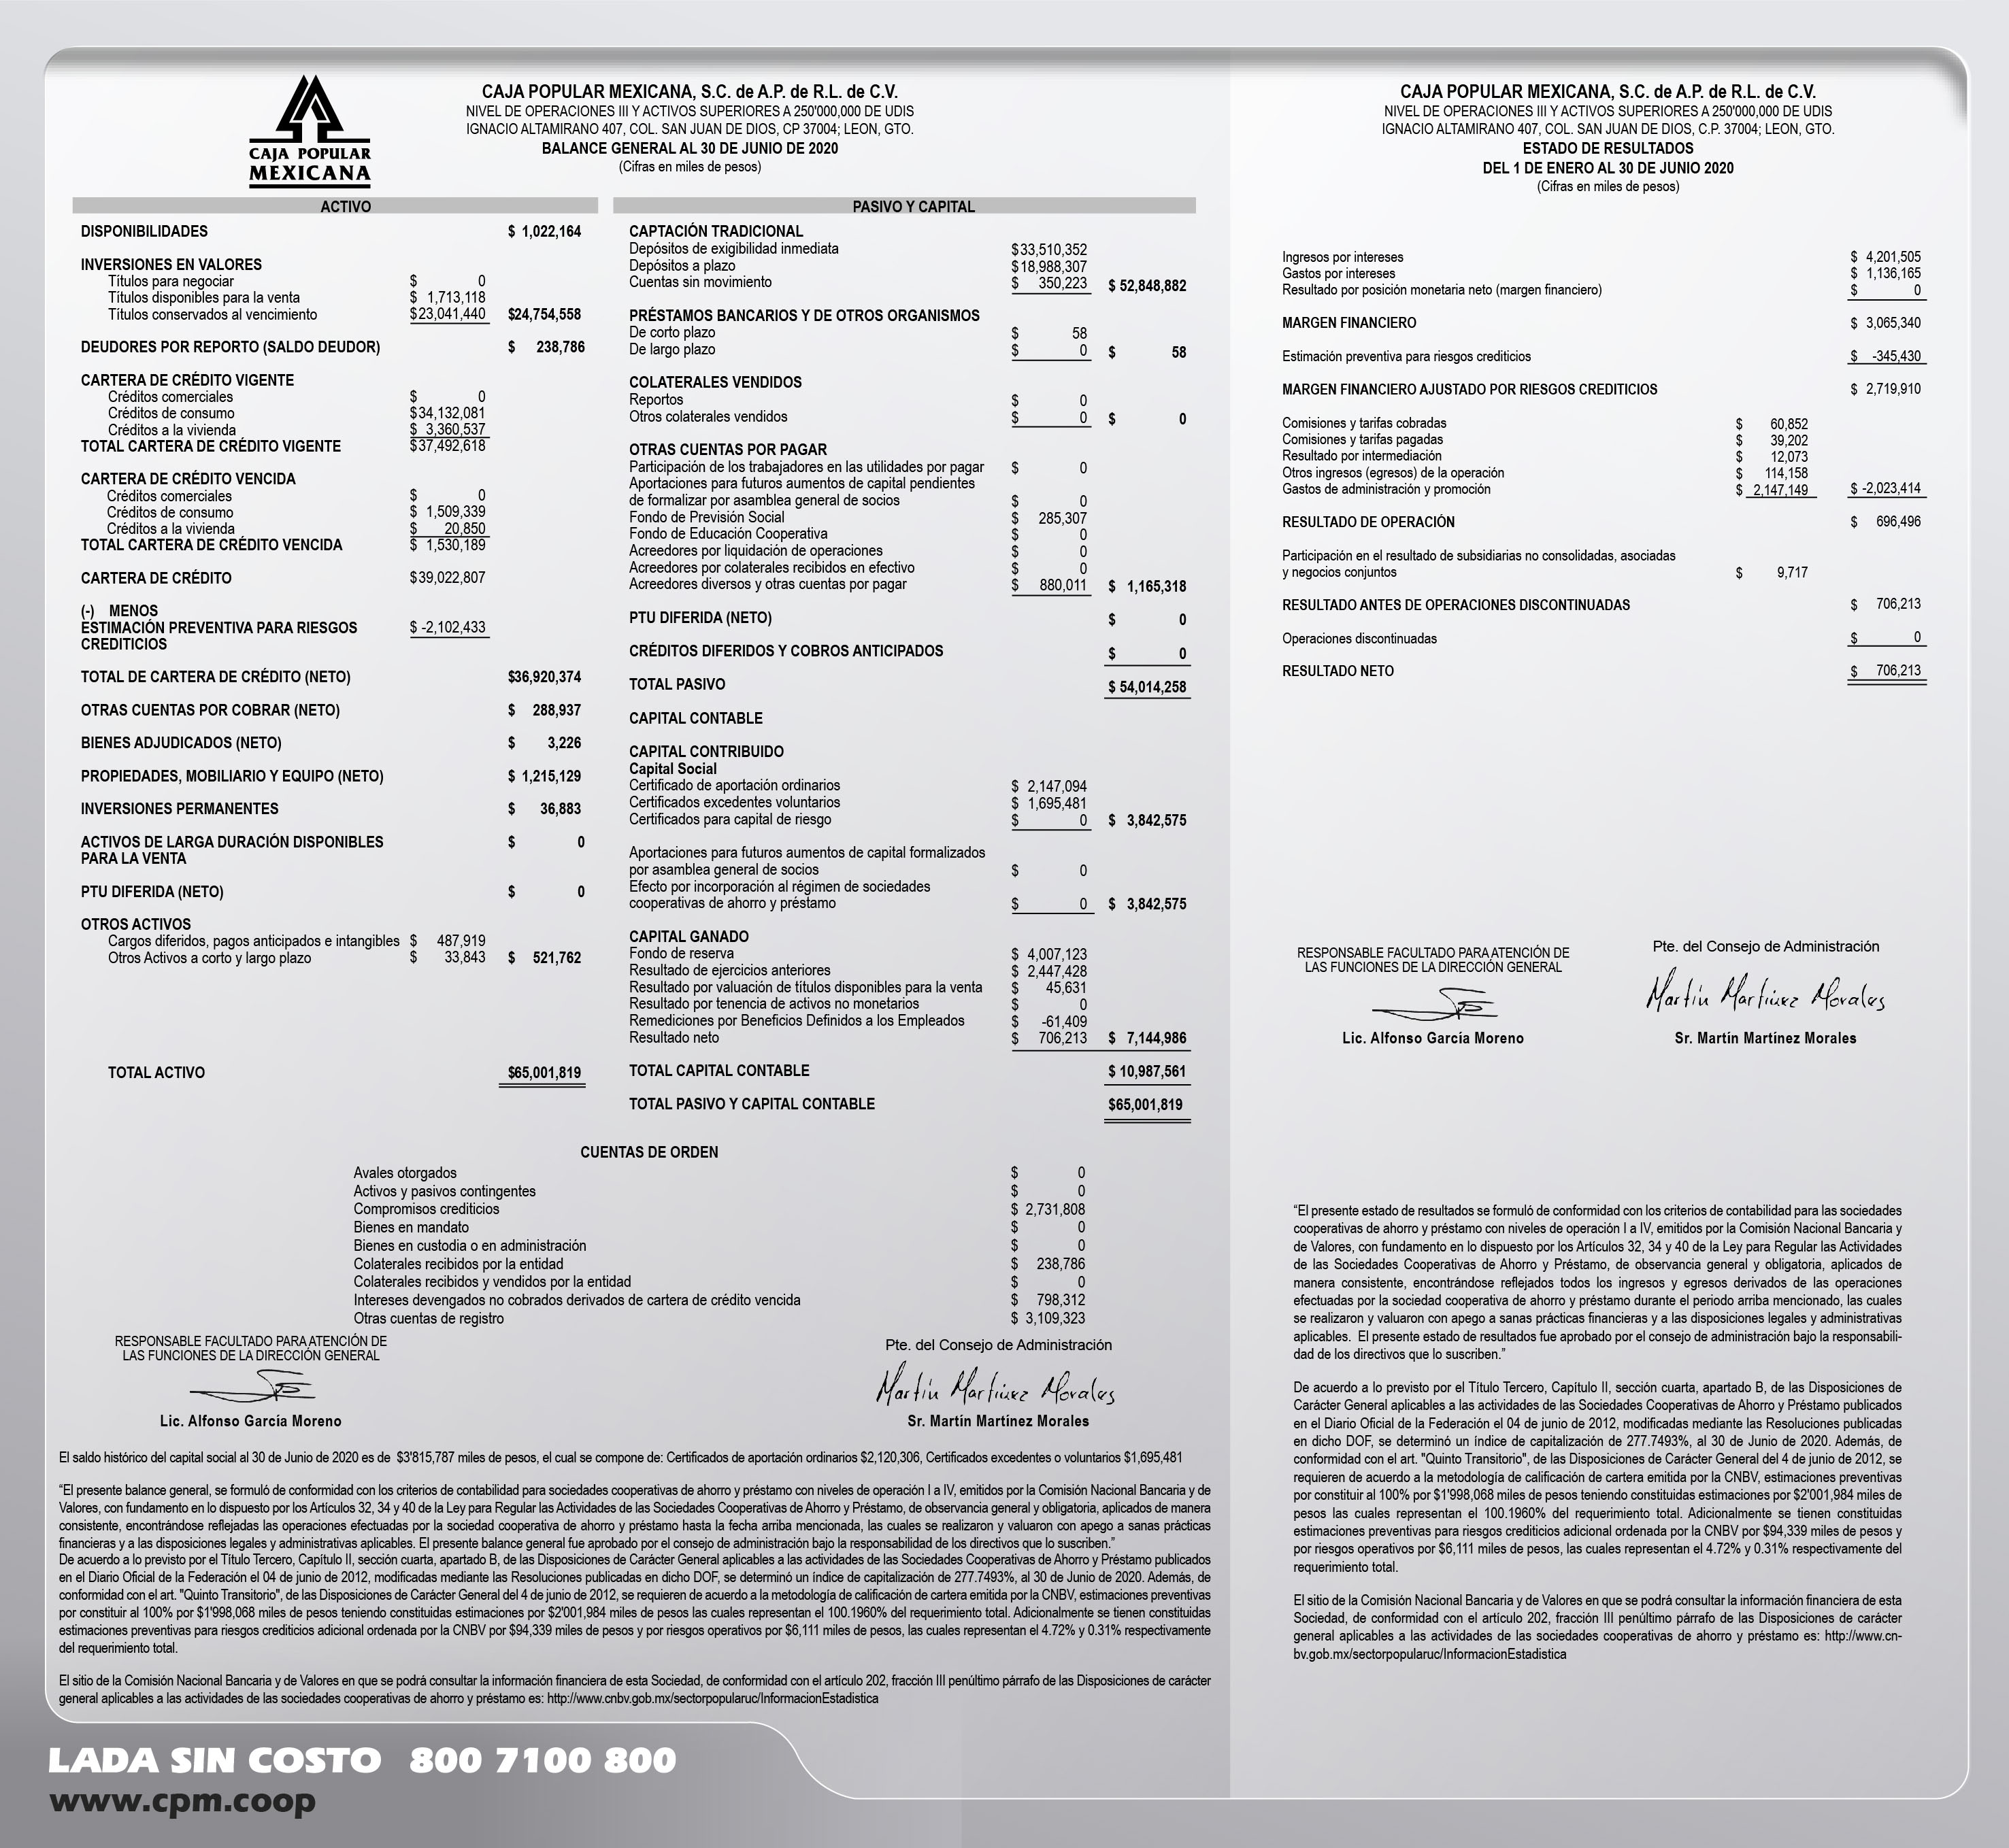 CAJA POPULAR
MEXICANA
CAJA POPULAR MEXICANA, S.C. de A.P. de R.L. de C.V.
NIVEL DE OPERACIONES III Y ACTIVOS SUPERIORES A 250'000,000 DE UDIS
IGNACIO ALTAMIRANO 407, COL. SAN JUAN DE DIOS, CP 37004; LEON, GTO.
BALANCE GENERAL AL 30 DE JUNIO DE 2020
(Cifras en miles de pesos)
ACTIVO
DISPONIBILIDADES $ 1,022,164
INVERSIONES EN VALORES
Títulos para negociar $ 0
Títulos disponibles para la venta $ 1,713,118
Títulos conservados al vencimiento $23,041,440 $24,754,558
DEUDORES POR REPORTO (SALDO DEUDOR) $ 238,786
CARTERA DE CRÉDITO VIGENTE
Créditos comerciales $ 0
Créditos de consumo $34,132,081
Créditos a la vivienda $ 3,360,537
TOTAL CARTERA DE CRÉDITO VIGENTE $37,492,618
CARTERA DE CRÉDITO VENCIDA
Créditos comerciales $ 0
Créditos de consumo $ 1,509,339
Créditos a la vivienda $ 20,850
TOTAL CARTERA DE CRÉDITO VENCIDA $ 1,530,189
CARTERA DE CRÉDITO $39,022,807
(-) MENOS
ESTIMACIÓN PREVENTIVA PARA RIESGOS $ -2,102,433
CREDITICIOS
TOTAL DE CARTERA DE CRÉDITO (NETO) $36,920,374
OTRAS CUENTAS POR COBRAR (NETO) $ 288,937
BIENES ADJUDICADOS (NETO) $ 3,226
PROPIEDADES, MOBILIARIO Y EQUIPO (NETO) $ 1,215,129
INVERSIONES PERMANENTES $ 36,883
ACTIVOS DE LARGA DURACIÓN DISPONIBLES $ 0
PARA LA VENTA
PTU DIFERIDA (NETO) $ 0
OTROS ACTIVOS
Cargos diferidos, pagos anticipados e intangibles $ 487,919
Otros Activos a corto y largo plazo $ 33,843 $ 521,762
TOTAL ACTIVO $65,001,819
PASIVO Y CAPITAL
CAPTACIÓN TRADICIONAL
Depósitos de exigibilidad inmediata $33,510,352
Depósitos a plazo $18,988,307
Cuentas sin movimiento $ 350,223 $ 52,848,882
PRÉSTAMOS BANCARIOS Y DE OTROS ORGANISMOS
De corto plazo $ 58
De largo plazo $ 0 $ 58
COLATERALES VENDIDOS
Reportos $ 0
Otros colaterales vendidos $ 0 $ 0
OTRAS CUENTAS POR PAGAR
Participación de los trabajadores en las utilidades por pagar $ 0
Aportaciones para futuros aumentos de capital pendientes
de formalizar por asamblea general de socios $ 0
Fondo de Previsión Social $ 285,307
Fondo de Educación Cooperativa $ 0
Acreedores por liquidación de operaciones $ 0
Acreedores por colaterales recibidos en efectivo $ 0
Acreedores diversos y otras cuentas por pagar $ 880,011 $ 1,165,318
PTU DIFERIDA (NETO) $ 0
CRÉDITOS DIFERIDOS Y COBROS ANTICIPADOS $ 0
TOTAL PASIVO $ 54,014,258
CAPITAL CONTABLE
CAPITAL CONTRIBUIDO
Capital Social
Certificado de aportación ordinarios $ 2,147,094
Certificados excedentes voluntarios $ 1,695,481
Certificados para capital de riesgo $ 0 $ 3,842,575
Aportaciones para futuros aumentos de capital formalizados
por asamblea general de socios $ 0
Efecto por incorporación al régimen de sociedades
cooperativas de ahorro y préstamo $ 0 $ 3,842,575
CAPITAL GANADO
Fondo de reserva $ 4,007,123
Resultado de ejercicios anteriores $ 2,447,428
Resultado por valuación de títulos disponibles para la venta $ 45,631
Resultado por tenencia de activos no monetarios $ 0
Remediciones por Beneficios Definidos a los Empleados $ -61,409
Resultado neto $ 706,213 $ 7,144,986
TOTAL CAPITAL CONTABLE $ 10,987,561
TOTAL PASIVO Y CAPITAL CONTABLE $65,001,819
CUENTAS DE ORDEN
Avales otorgados $ 0
Activos y pasivos contingentes $ 0
Compromisos crediticios $ 2,731,808
Bienes en mandato $ 0
Bienes en custodia o en administración $ 0
Colaterales recibidos por la entidad $ 238,786
Colaterales recibidos y vendidos por la entidad $ 0
Intereses devengados no cobrados derivados de cartera de crédito vencida $ 798,312
Otras cuentas de registro $ 3,109,323
RESPONSABLE FACULTADO PARA ATENCIÓN DE
LAS FUNCIONES DE LA DIRECCIÓN GENERAL
Lic. Alfonso García Moreno
Pte. del Consejo de Administración
Martín Martínez Morales
Sr. Martín Martínez Morales
El saldo histórico del capital social al 30 de Junio de 2020 es de $3'815,787 miles de pesos, el cual se compone de: Certificados de aportación ordinarios $2,120,306, Certificados excedentes o voluntarios $1,695,481
“El presente balance general, se formuló de conformidad con los criterios de contabilidad para sociedades cooperativas de ahorro y préstamo con niveles de operación I a IV, emitidos por la Comisión Nacional Bancaria y de
Valores, con fundamento en lo dispuesto por los Artículos 32, 34 y 40 de la Ley para Regular las Actividades de las Sociedades Cooperativas de Ahorro y Préstamo, de observancia general y obligatoria, aplicados de manera
consistente, encontrándose reflejadas las operaciones efectuadas por la sociedad cooperativa de ahorro y préstamo hasta la fecha arriba mencionada, las cuales se realizaron y valuaron con apego a sanas prácticas
financieras y a las disposiciones legales y administrativas aplicables. El presente balance general fue aprobado por el consejo de administración bajo la responsabilidad de los directivos que lo suscriben.”
De acuerdo a lo previsto por el Título Tercero, Capítulo II, sección cuarta, apartado B, de las Disposiciones de Carácter General aplicables a las actividades de las Sociedades Cooperativas de Ahorro y Préstamo publicados
en el Diario Oficial de la Federación el 04 de junio de 2012, modificadas mediante las Resoluciones publicadas en dicho DOF, se determinó un índice de capitalización de 277.7493%, al 30 de Junio de 2020. Además, de
conformidad con el art. "Quinto Transitorio", de las Disposiciones de Carácter General del 4 de junio de 2012, se requieren de acuerdo a la metodología de calificación de cartera emitida por la CNBV, estimaciones preventivas
por constituir al 100% por $1'998,068 miles de pesos teniendo constituidas estimaciones por $2'001,984 miles de pesos las cuales representan el 100.1960% del requerimiento total. Adicionalmente se tienen constituidas
estimaciones preventivas para riesgos crediticios adicional ordenada por la CNBV por $94,339 miles de pesos y por riesgos operativos por $6,111 miles de pesos, las cuales representan el 4.72% y 0.31% respectivamente
del requerimiento total.
El sitio de la Comisión Nacional Bancaria y de Valores en que se podrá consultar la información financiera de esta Sociedad, de conformidad con el artículo 202, fracción III penúltimo párrafo de las Disposiciones de carácter
general aplicables a las actividades de las sociedades cooperativas de ahorro y préstamo es: http://www.cnbv.gob.mx/sectorpopularuc/InformacionEstadistica
CAJA POPULAR MEXICANA, S.C. de A.P. de R.L. de C.V.
NIVEL DE OPERACIONES III Y ACTIVOS SUPERIORES A 250'000,000 DE UDIS
IGNACIO ALTAMIRANO 407, COL. SAN JUAN DE DIOS, C.P. 37004; LEON, GTO.
ESTADO DE RESULTADOS
DEL 1 DE ENERO AL 30 DE JUNIO 2020
(Cifras en miles de pesos)
Ingresos por intereses $ 4,201,505
Gastos por intereses $ 1,136,165
Resultado por posición monetaria neto (margen financiero) $ 0
MARGEN FINANCIERO $ 3,065,340
Estimación preventiva para riesgos crediticios $ -345,430
MARGEN FINANCIERO AJUSTADO POR RIESGOS CREDITICIOS $ 2,719,910
Comisiones y tarifas cobradas $ 60,852
Comisiones y tarifas pagadas $ 39,202
Resultado por intermediación $ 12,073
Otros ingresos (egresos) de la operación $ 114,158
Gastos de administración y promoción $ 2,147,149 $ -2,023,414
RESULTADO DE OPERACIÓN $ 696,496
Participación en el resultado de subsidiarias no consolidadas, asociadas
y negocios conjuntos $ 9,717
RESULTADO ANTES DE OPERACIONES DISCONTINUADAS $ 706,213
Operaciones discontinuadas $ 0
RESULTADO NETO $ 706,213
RESPONSABLE FACULTADO PARA ATENCIÓN DE
LAS FUNCIONES DE LA DIRECCIÓN GENERAL
Lic. Alfonso García Moreno
Pte. del Consejo de Administración
Martín Martínez Morales
Sr. Martín Martínez Morales
“El presente estado de resultados se formuló de conformidad con los criterios de contabilidad para las sociedades
cooperativas de ahorro y préstamo con niveles de operación I a IV, emitidos por la Comisión Nacional Bancaria y
de Valores, con fundamento en lo dispuesto por los Artículos 32, 34 y 40 de la Ley para Regular las Actividades
de las Sociedades Cooperativas de Ahorro y Préstamo, de observancia general y obligatoria, aplicados de
manera consistente, encontrándose reflejados todos los ingresos y egresos derivados de las operaciones
efectuadas por la sociedad cooperativa de ahorro y préstamo durante el periodo arriba mencionado, las cuales
se realizaron y valuaron con apego a sanas prácticas financieras y a las disposiciones legales y administrativas
aplicables. El presente estado de resultados fue aprobado por el consejo de administración bajo la responsabili-
dad de los directivos que lo suscriben.”
De acuerdo a lo previsto por el Título Tercero, Capítulo II, sección cuarta, apartado B, de las Disposiciones de
Carácter General aplicables a las actividades de las Sociedades Cooperativas de Ahorro y Préstamo publicados
en el Diario Oficial de la Federación el 04 de junio de 2012, modificadas mediante las Resoluciones publicadas
en dicho DOF, se determinó un índice de capitalización de 277.7493%, al 30 de Junio de 2020. Además, de
conformidad con el art. "Quinto Transitorio", de las Disposiciones de Carácter General del 4 de junio de 2012, se
requieren de acuerdo a la metodología de calificación de cartera emitida por la CNBV, estimaciones preventivas
por constituir al 100% por $1'998,068 miles de pesos teniendo constituidas estimaciones por $2'001,984 miles de
pesos las cuales representan el 100.1960% del requerimiento total. Adicionalmente se tienen constituidas
estimaciones preventivas para riesgos crediticios adicional ordenada por la CNBV por $94,339 miles de pesos y
por riesgos operativos por $6,111 miles de pesos, las cuales representan el 4.72% y 0.31% respectivamente del
requerimiento total.
El sitio de la Comisión Nacional Bancaria y de Valores en que se podrá consultar la información financiera de esta
Sociedad, de conformidad con el artículo 202, fracción III penúltimo párrafo de las Disposiciones de carácter
general aplicables a las actividades de las sociedades cooperativas de ahorro y préstamo es: http://www.cn-
bv.gob.mx/sectorpopularuc/InformacionEstadistica
LADA SIN COSTO 800 7100 800
www.cpm.coop